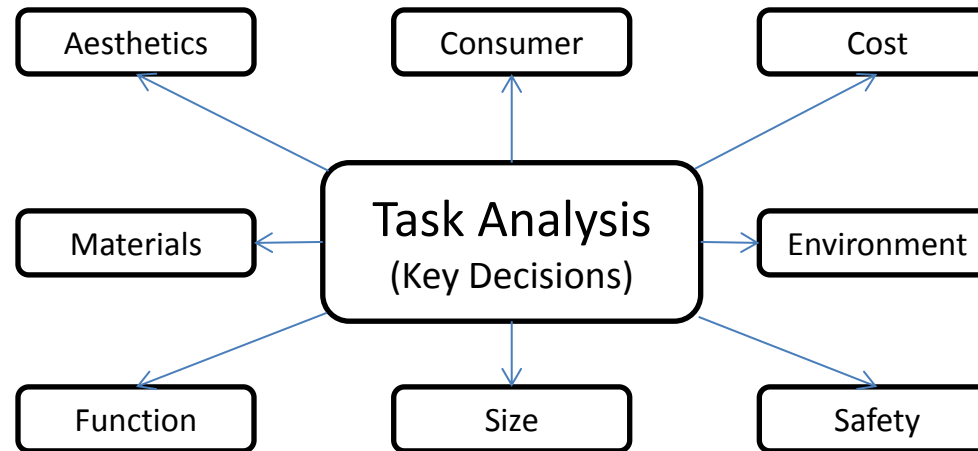 Aesthetics
Consumer
Cost
Task Analysis
(Key Decisions)
Materials
Environment
Function
Size
Safety